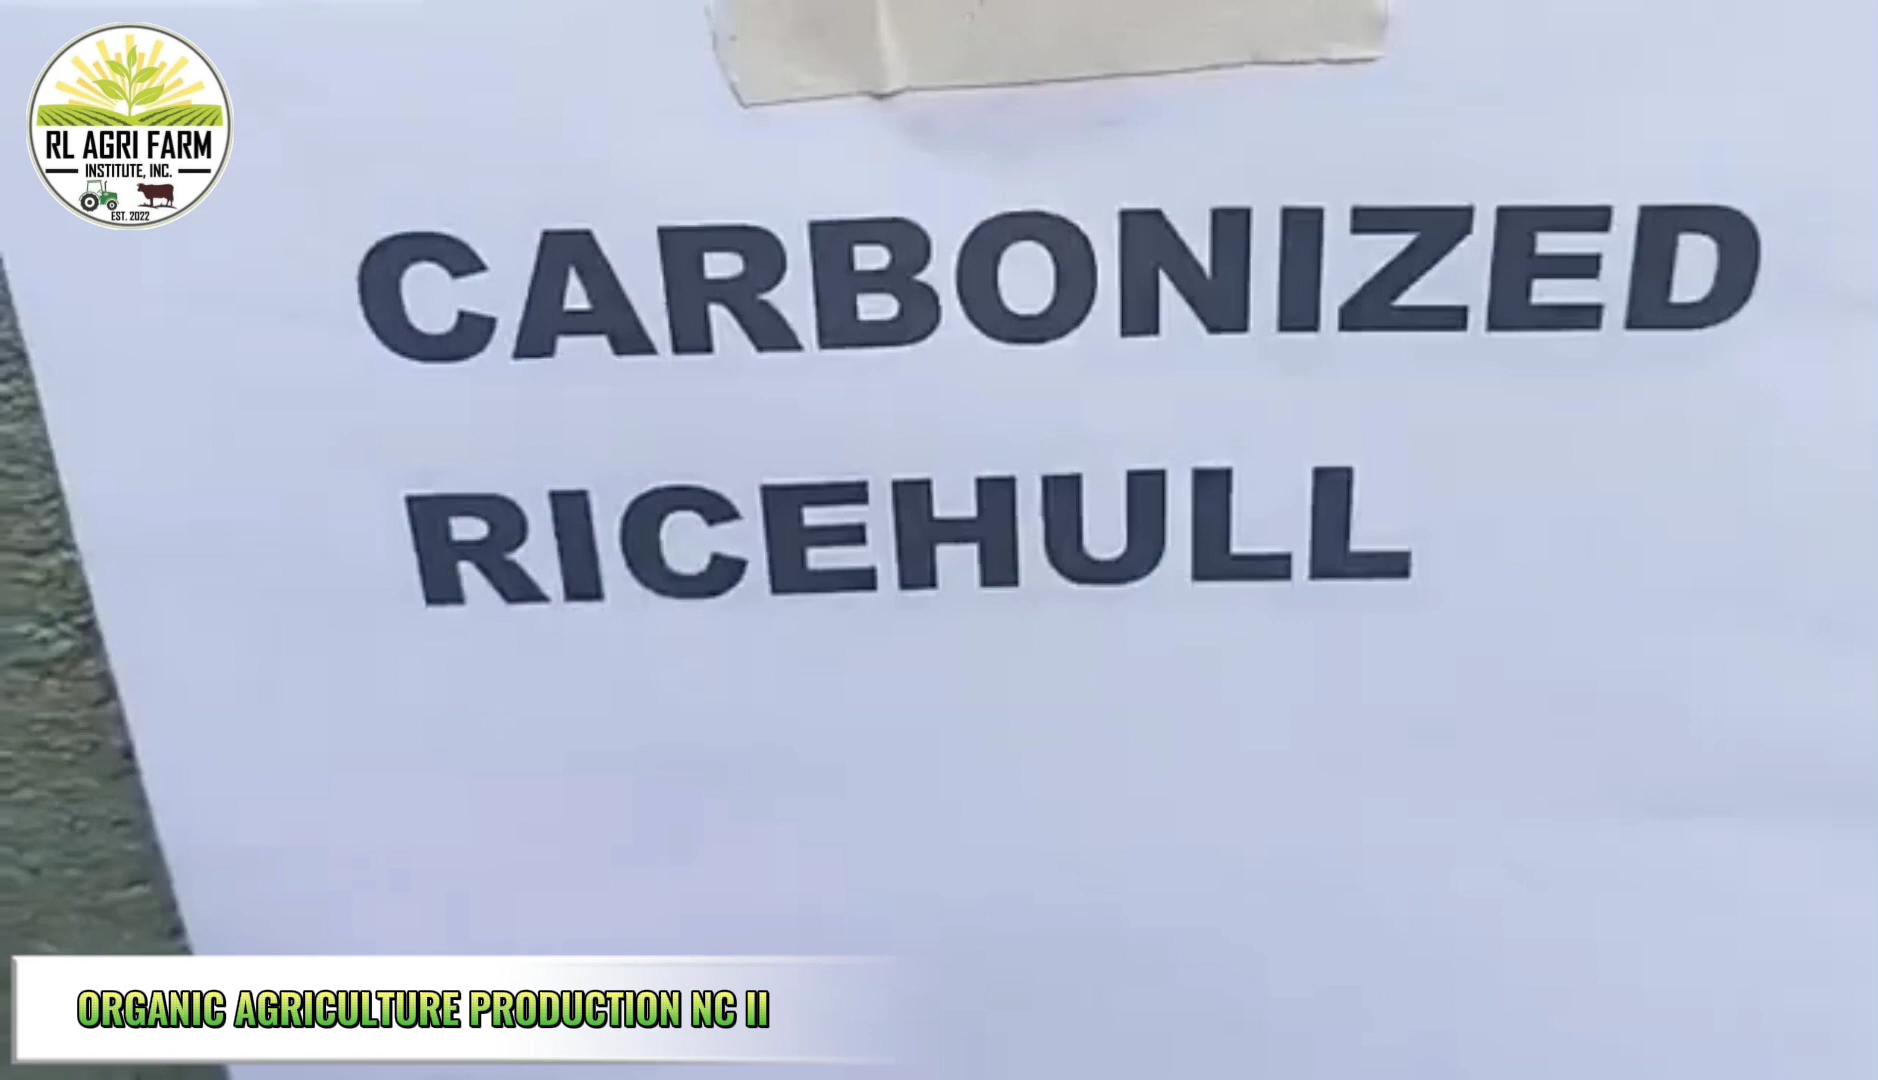 RL AGRI FARM
INSTITUTE, INC.
EST. 2022
CARBONIZED
RICEHULL
ORGANIC AGRICULTURE PRODUCTION NC II